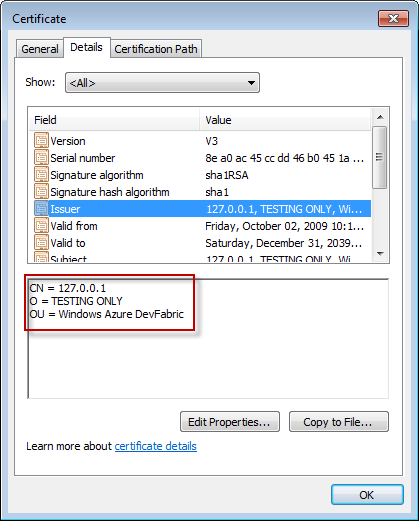 Certificate
General Details Certification Path
Show: <All>
Field Value
Version V3
Serial number 8e a0 ac 45 cc dd 46 b0 45 1a ...
Signature algorithm sha1RSA
Signature hash algorithm sha1
Issuer 127.0.0.1, TESTING ONLY, Wi...
Valid from Friday, October 02, 2009 10:1...
Valid to Saturday, December 31, 2039...
Subject 127.0.0.1, TESTING ONLY, Wi...
CN = 127.0.0.1
O = TESTING ONLY
OU = Windows Azure DevFabric
Edit Properties... Copy to File...
Learn more about certificate details
OK